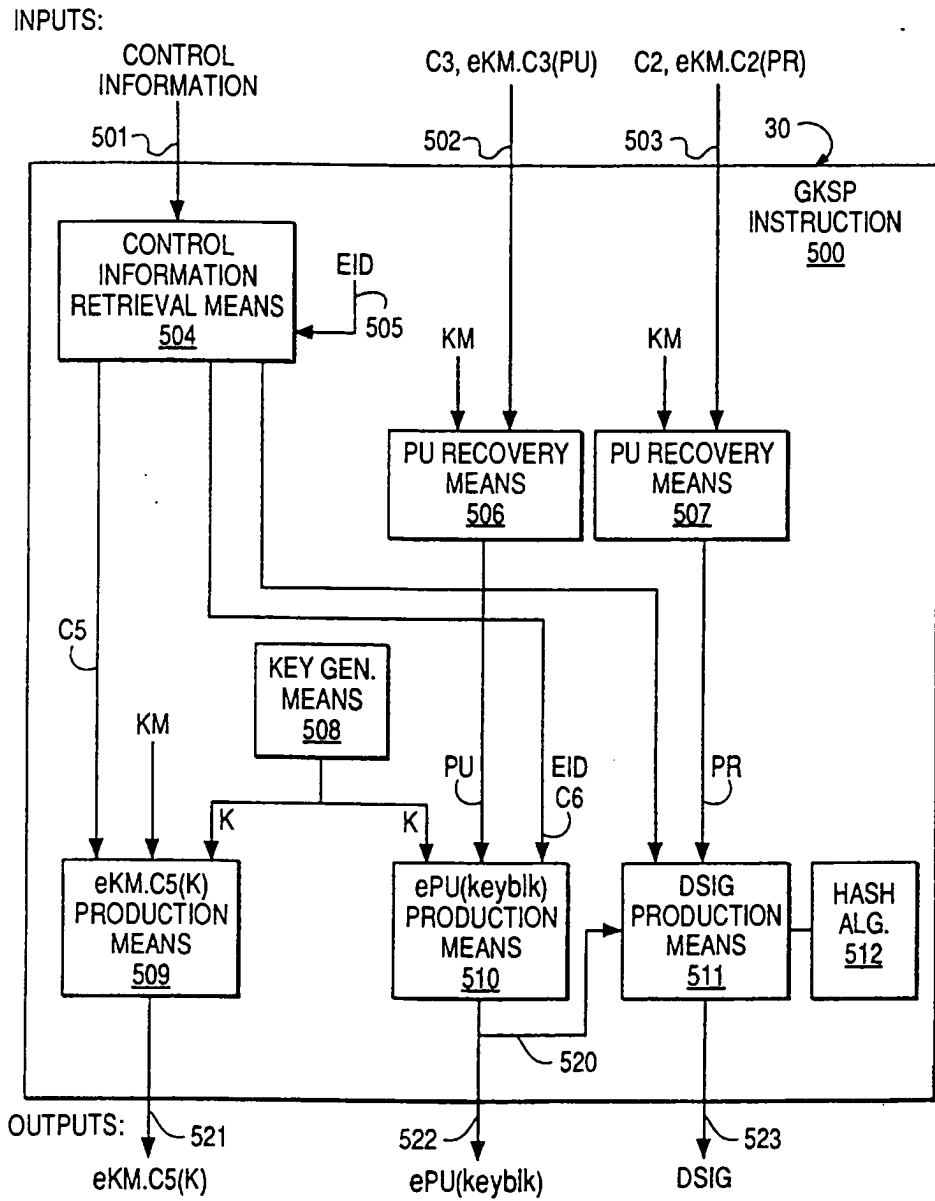 INPUTS:
CONTROL
INFORMATION
C3, eKM.C3(PU)
C2, eKM.C2(PR)
501
502
503
30
GKSP
INSTRUCTION
500
CONTROL
INFORMATION
RETRIEVAL MEANS
504
EID
505
KM
KM
PU RECOVERY
MEANS
506
PU RECOVERY
MEANS
507
C5
KEY GEN.
MEANS
508
KM
PU
EID
C6
PR
K
K
eKM.C5(K)
PRODUCTION
MEANS
509
ePU(keyblk)
PRODUCTION
MEANS
510
DSIG
PRODUCTION
MEANS
511
HASH
ALG.
512
520
OUTPUTS:
521
522
523
eKM.C5(K)
ePU(keyblk)
DSIG